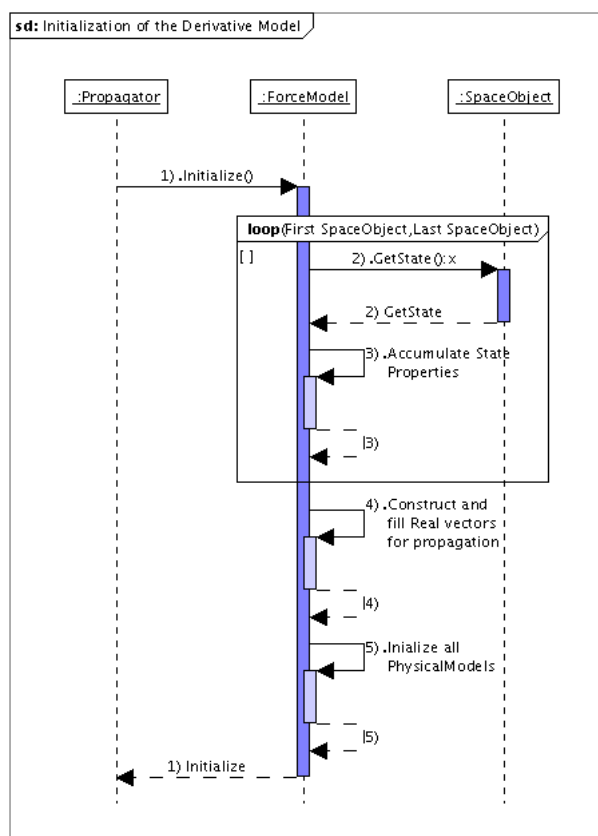 sd: Initialization of the Derivative Model
:Propagator
:ForceModel
:SpaceObject
1) .Initialize()
loop(First SpaceObject,Last SpaceObject)
[ ]
2) .GetState():x
2) GetState
3) .Accumulate State
Properties
|3)
4) .Construct and
fill Real vectors
for propagation
|4)
5) .Inialize all
PhysicalModels
|5)
1) Initialize